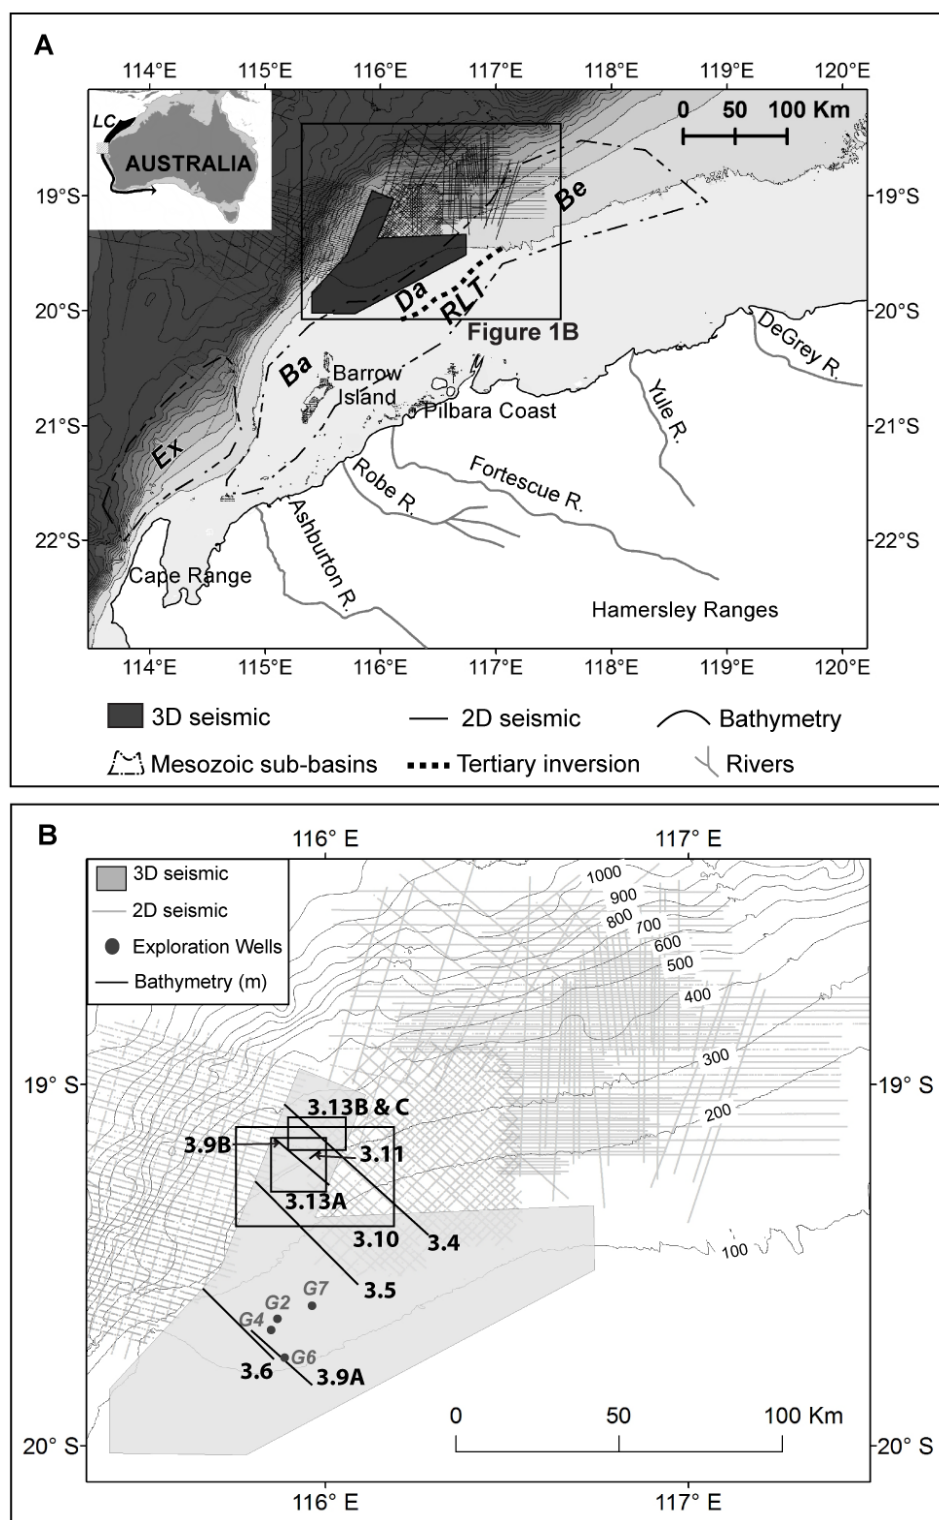 A
114°E 115°E 116°E 117°E 118°E 119°E 120°E
LC
AUSTRALIA
0 50 100 Km
19°S 19°S
Be
20°S 20°S
Da
RLT
Figure 1B
Ba
Barrow
Island
Pilbara Coast
DeGrey R.
Yule R.
21°S 21°S
Ex
Fortescue R.
Robe R.
Ashburton R.
22°S 22°S
Cape Range
Hamersley Ranges
114°E 115°E 116°E 117°E 118°E 119°E 120°E
3D seismic 2D seismic Bathymetry
Mesozoic sub-basins Tertiary inversion Rivers
B
116° E 117° E
3D seismic
2D seismic
Exploration Wells
Bathymetry (m)
1000
900
800
700
600
500
400
300
200
100
19° S 19° S
3.13B & C
3.9B
3.11
3.13A
3.10
3.4
3.5
G7
G2
G4
G6
3.6
3.9A
0 50 100 Km
20° S 20° S
116° E 117° E